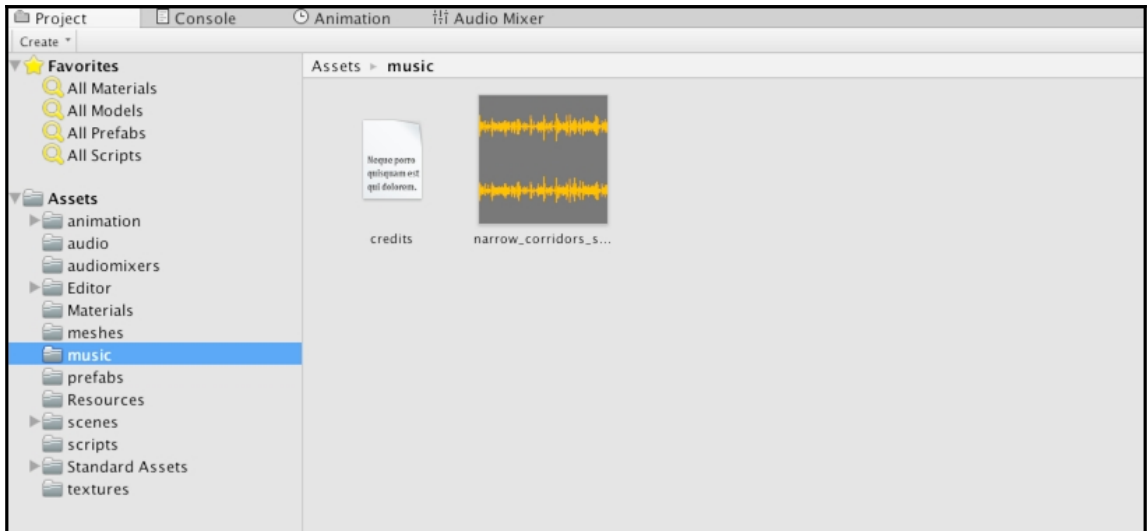 Project Console Animation Audio Mixer
Create
Favorites
All Materials
All Models
All Prefabs
All Scripts
Assets
animation
audio
audiomixers
Editor
Materials
meshes
music
prefabs
Resources
scenes
scripts
Standard Assets
textures
Assets music
Neque porro
quisquam est
qui dolorem.
credits narrow_corridors_s...